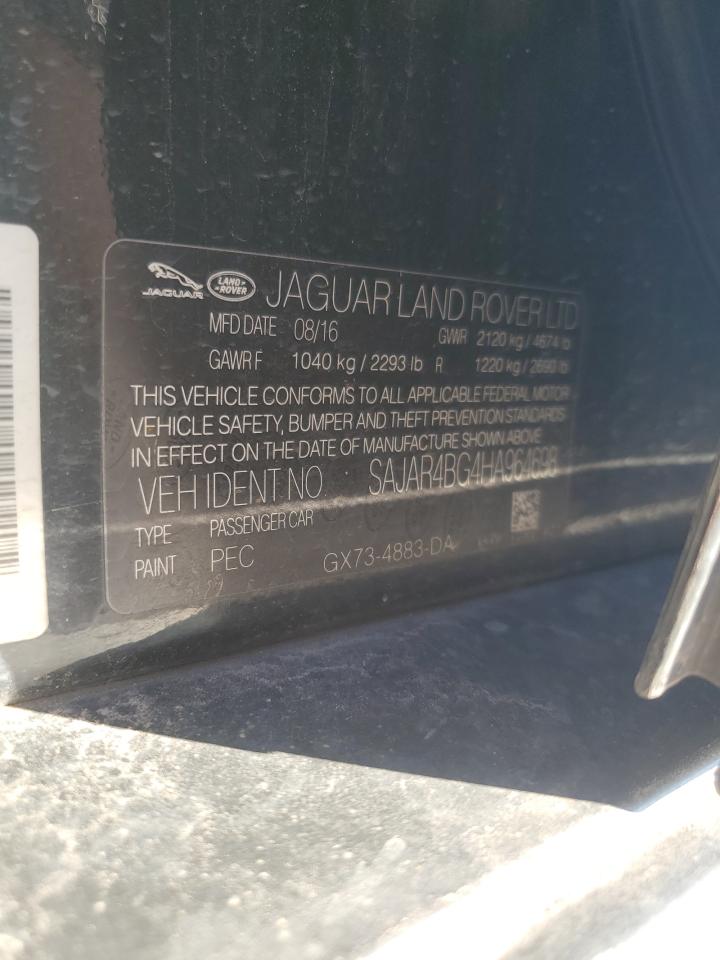 JAGUAR LAND ROVER JAGUAR LAND ROVER LTD
MFD DATE 08/16 GWR 2120 kg / 4674 lb
GAWR F 1040 kg / 2293 lb R 1220 kg / 2690 lb
THIS VEHICLE CONFORMS TO ALL APPLICABLE FEDERAL MOTOR
VEHICLE SAFETY, BUMPER AND THEFT PREVENTION STANDARDS
IN EFFECT ON THE DATE OF MANUFACTURE SHOWN ABOVE
VEH IDENT NO SAJAR4BG4HA964698
TYPE PASSENGER CAR
PAINT PEC GX73-4883-DA